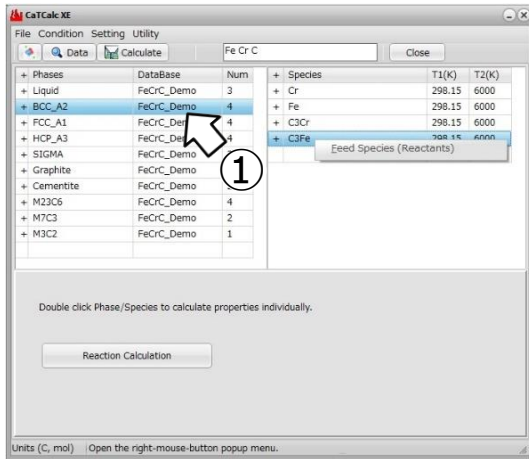 CaTCalc XE
File Condition Setting Utility
Data Calculate Fe Cr C Close
+ Phases DataBase Num + Species T1(K) T2(K)
+ Liquid FeCrC_Demo 3 + Cr 298.15 6000
+ BCC_A2 FeCrC_Demo 4 + Fe 298.15 6000
+ FCC_A1 FeCrC_Demo 4 + C3Cr 298.15 6000
+ HCP_A3 4 + C3Fe 298.15 6000
Feed Species (Reactants)
+ SIGMA FeCrC_Demo
+ Graphite FeCrC_Demo
①
+ Cementite FeCrC_Demo
+ M23C6 FeCrC_Demo 4
+ M7C3 FeCrC_Demo 2
+ M3C2 FeCrC_Demo 1
Double click Phase/Species to calculate properties individually.
Reaction Calculation
Units (C, mol) Open the right-mouse-button popup menu.